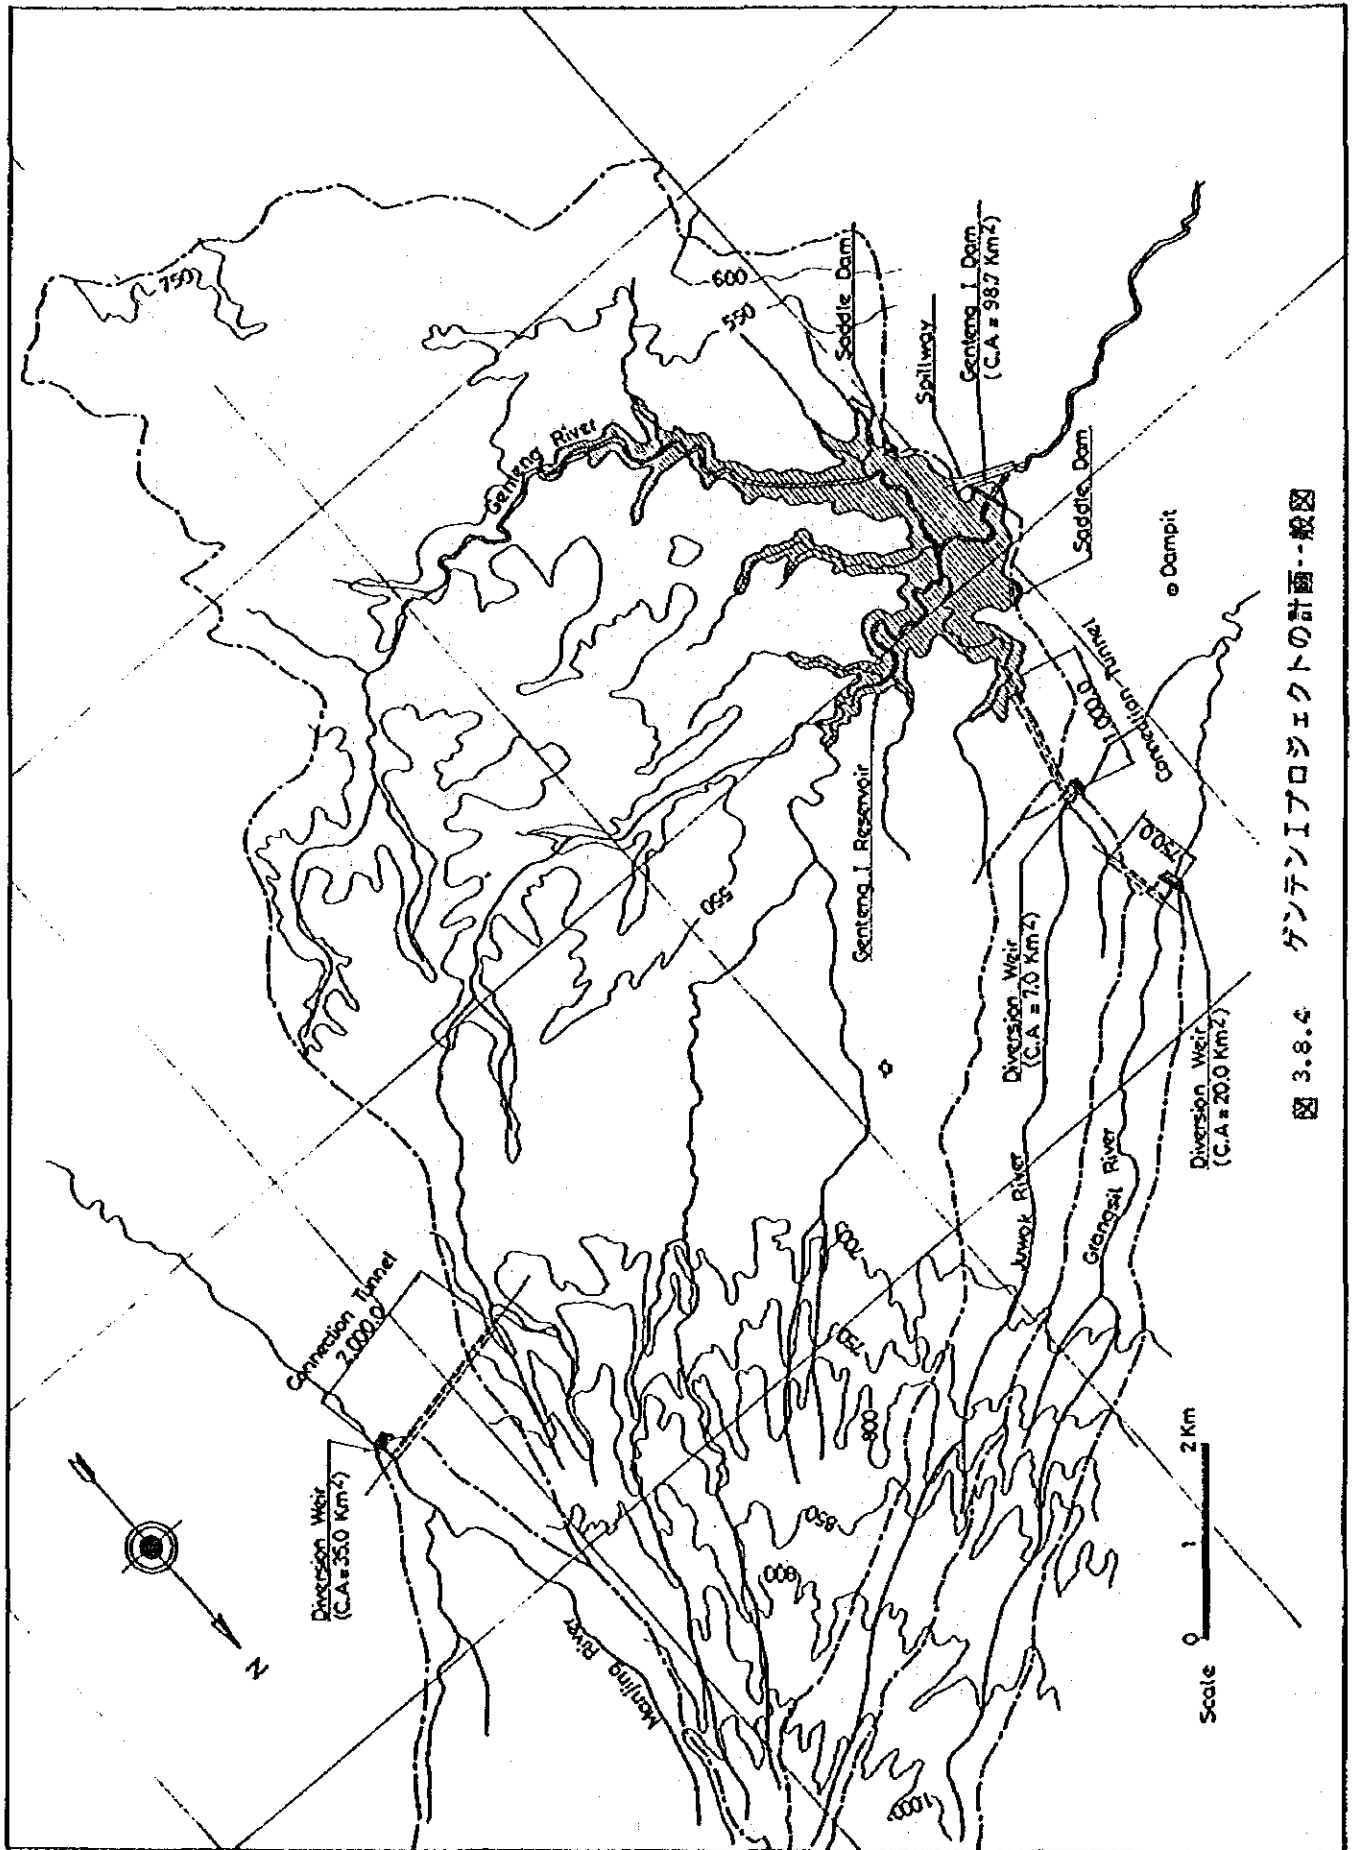 750
600
550
Saddle Dam
Spillway
Genteng I Dam
(C.A = 98.7 Km²)
Genteng River
Saddle Dam
Dampit
Connection Tunnel
1,000.0
750.0
Genteng I Reservoir
550
Diversion Weir
(C.A = 7.0 Km²)
Diversion Weir
(C.A = 20.0 Km²)
Juwok River
Glangsil River
Connection Tunnel
2,000.0
700
750
800
850
Diversion Weir
(C.A = 35.0 Km²)
Manjing River
1,000
N
Scale
0 1 2 Km
図 3.8.4 ゲンテンIプロジェクトの計画一般図